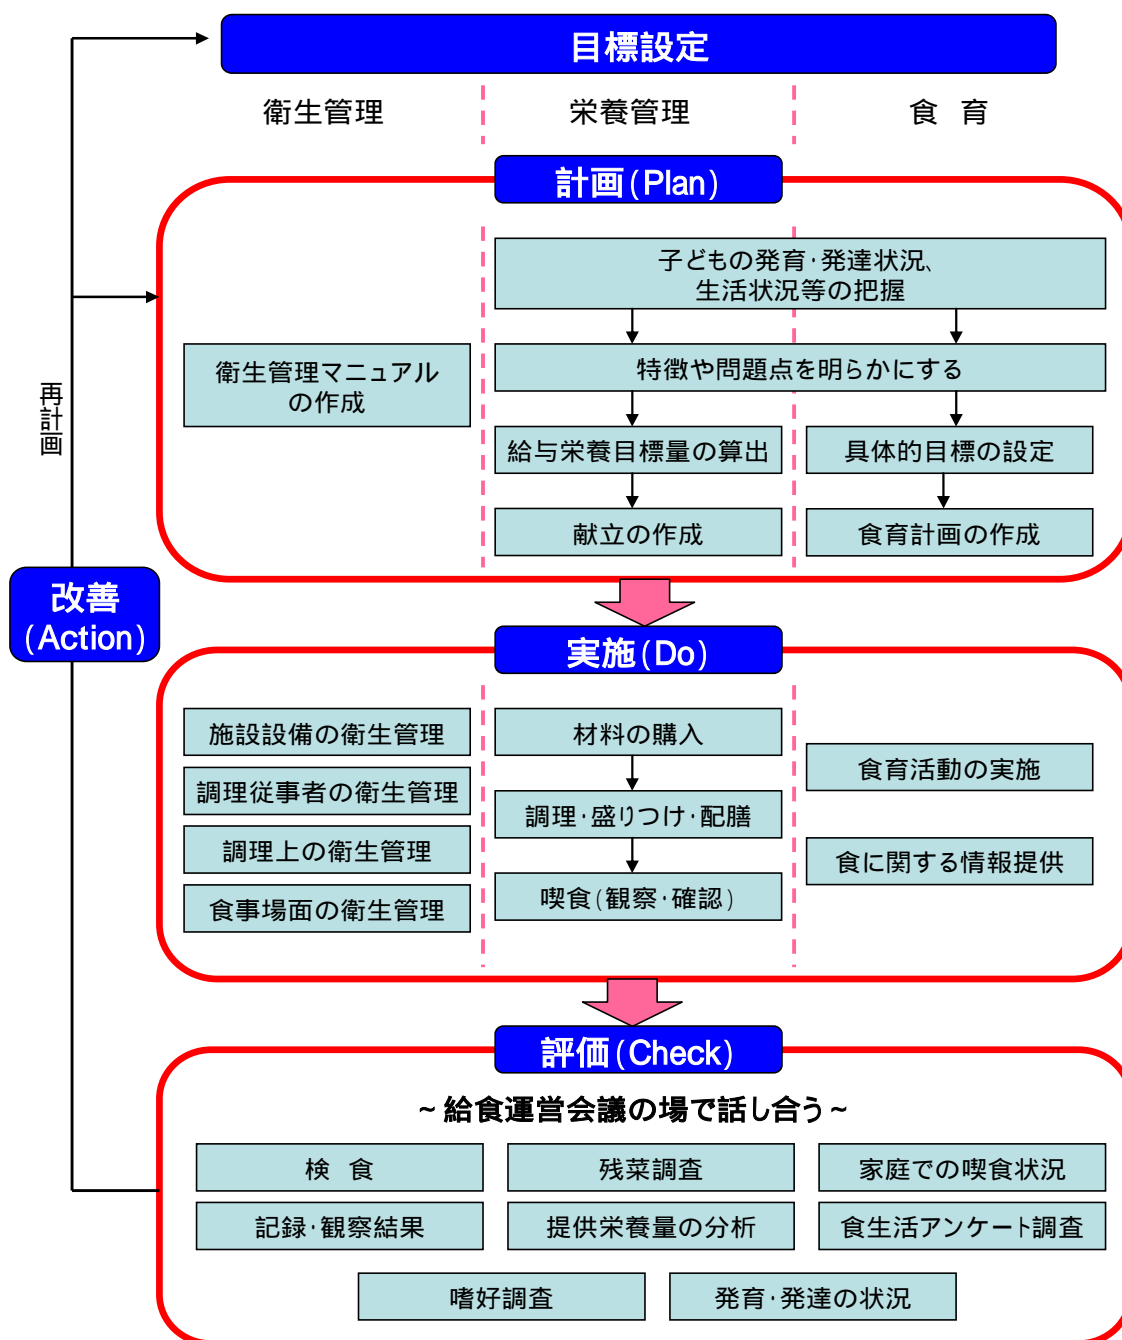 目標設定
衛生管理
栄養管理
食 育
計画(Plan)
子どもの発育・発達状況、
生活状況等の把握
衛生管理マニュアル
の作成
特徴や問題点を明らかにする
給与栄養目標量の算出
具体的目標の設定
献立の作成
食育計画の作成
再計画
改善
(Action)
実施(Do)
施設設備の衛生管理
調理従事者の衛生管理
調理上の衛生管理
食事場面の衛生管理
材料の購入
調理・盛りつけ・配膳
喫食(観察・確認)
食育活動の実施
食に関する情報提供
評価(Check)
~給食運営会議の場で話し合う~
検 食
残菜調査
家庭での喫食状況
記録・観察結果
提供栄養量の分析
食生活アンケート調査
嗜好調査
発育・発達の状況